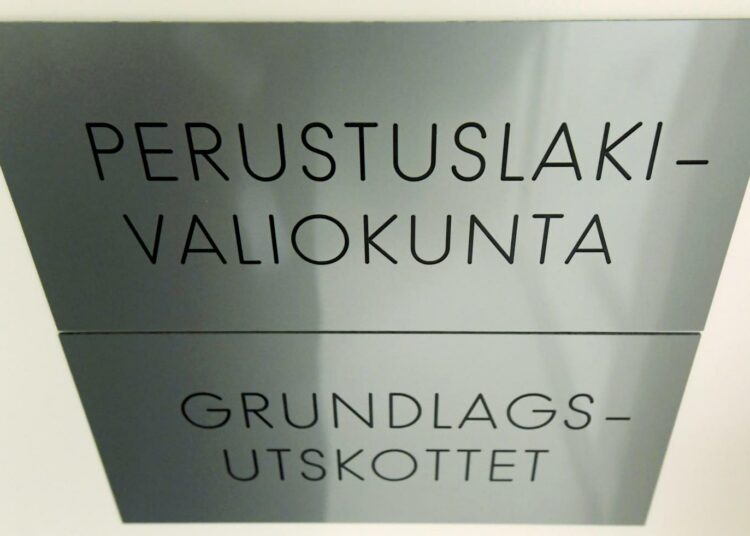 PERUSTUSLAKI-
VALIOKUNTA
GRUNDLAGS-
UTSKOTTET